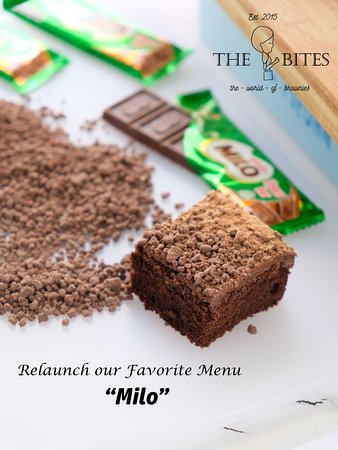 Est. 2015
THE BITES
the - world - of - brownies
MILO
Relaunch our Favorite Menu
“Milo”